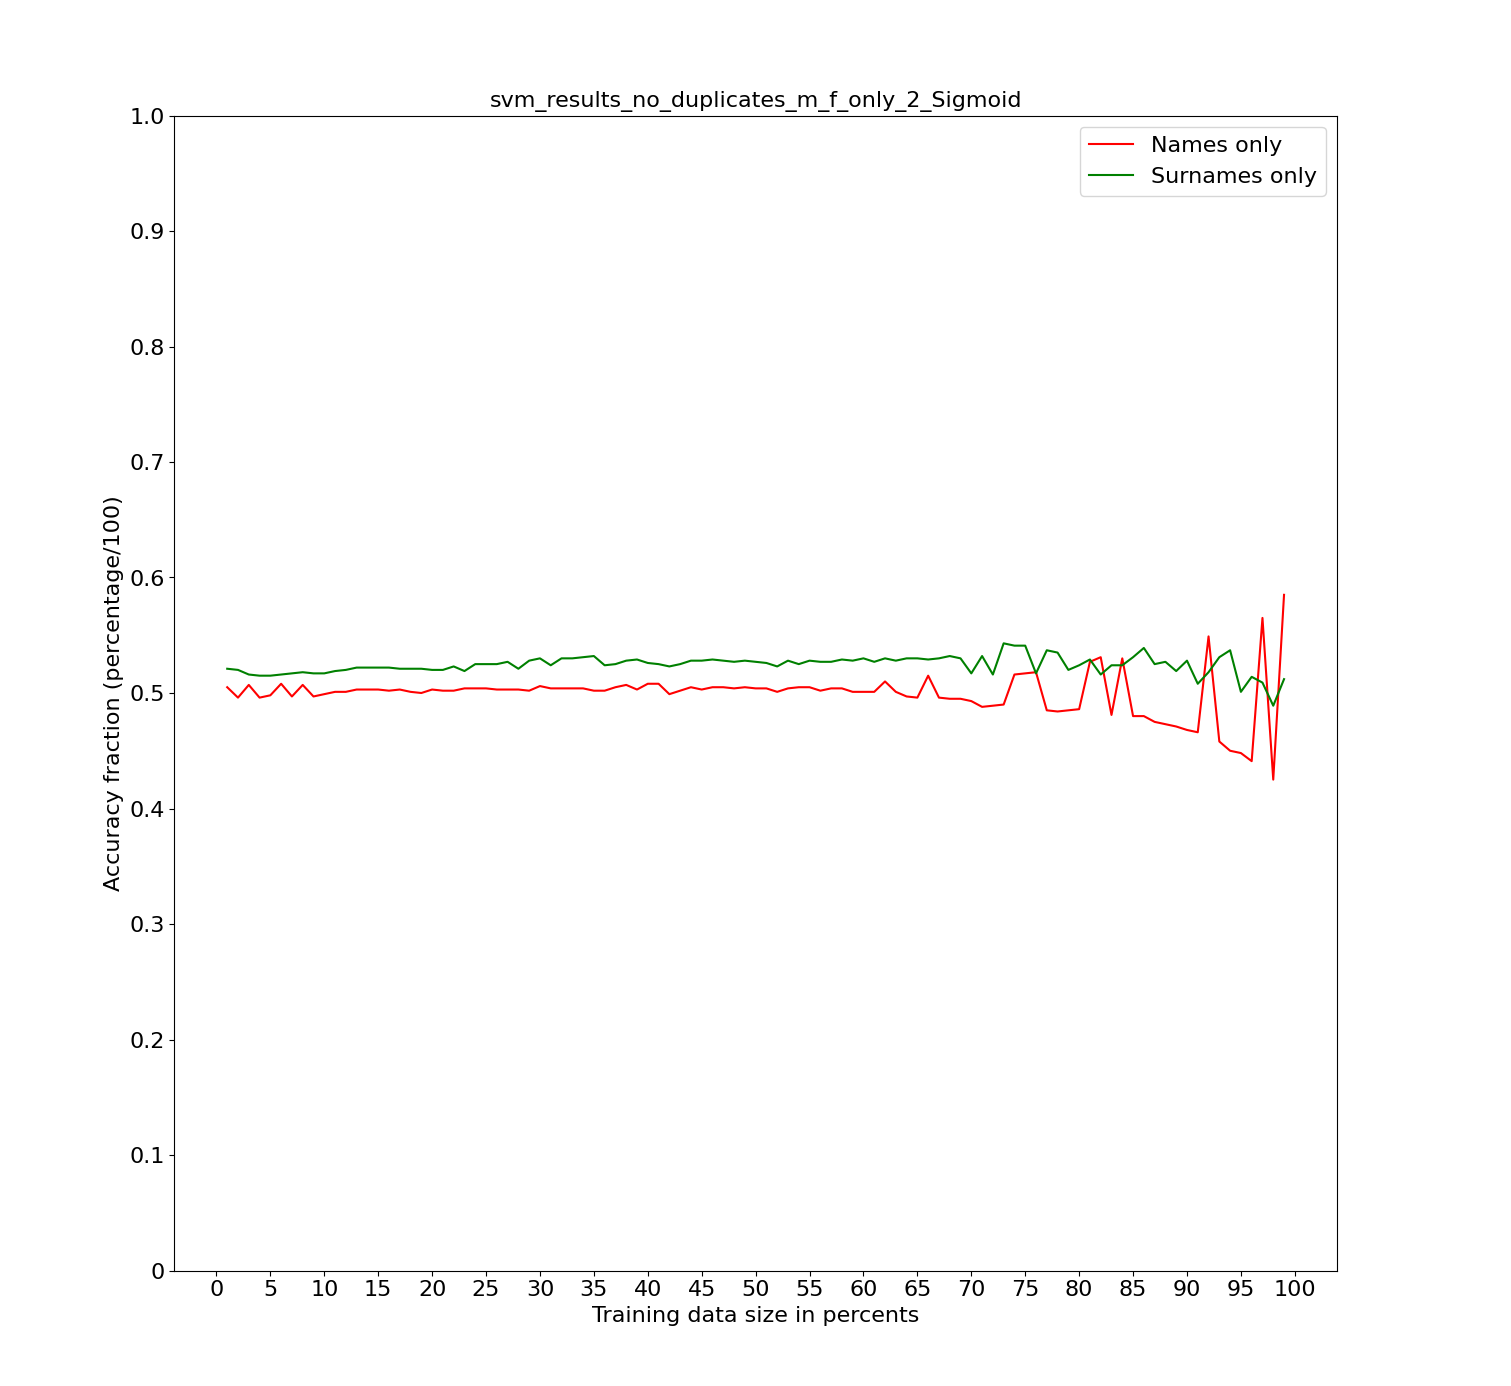 svm_results_no_duplicates_m_f_only_2_Sigmoid
1.0
0.9
0.8
0.7
0.6
0.5
0.4
0.3
0.2
0.1
0
Accuracy fraction (percentage/100)
Names only
Surnames only
0 5 10 15 20 25 30 35 40 45 50 55 60 65 70 75 80 85 90 95 100
Training data size in percents